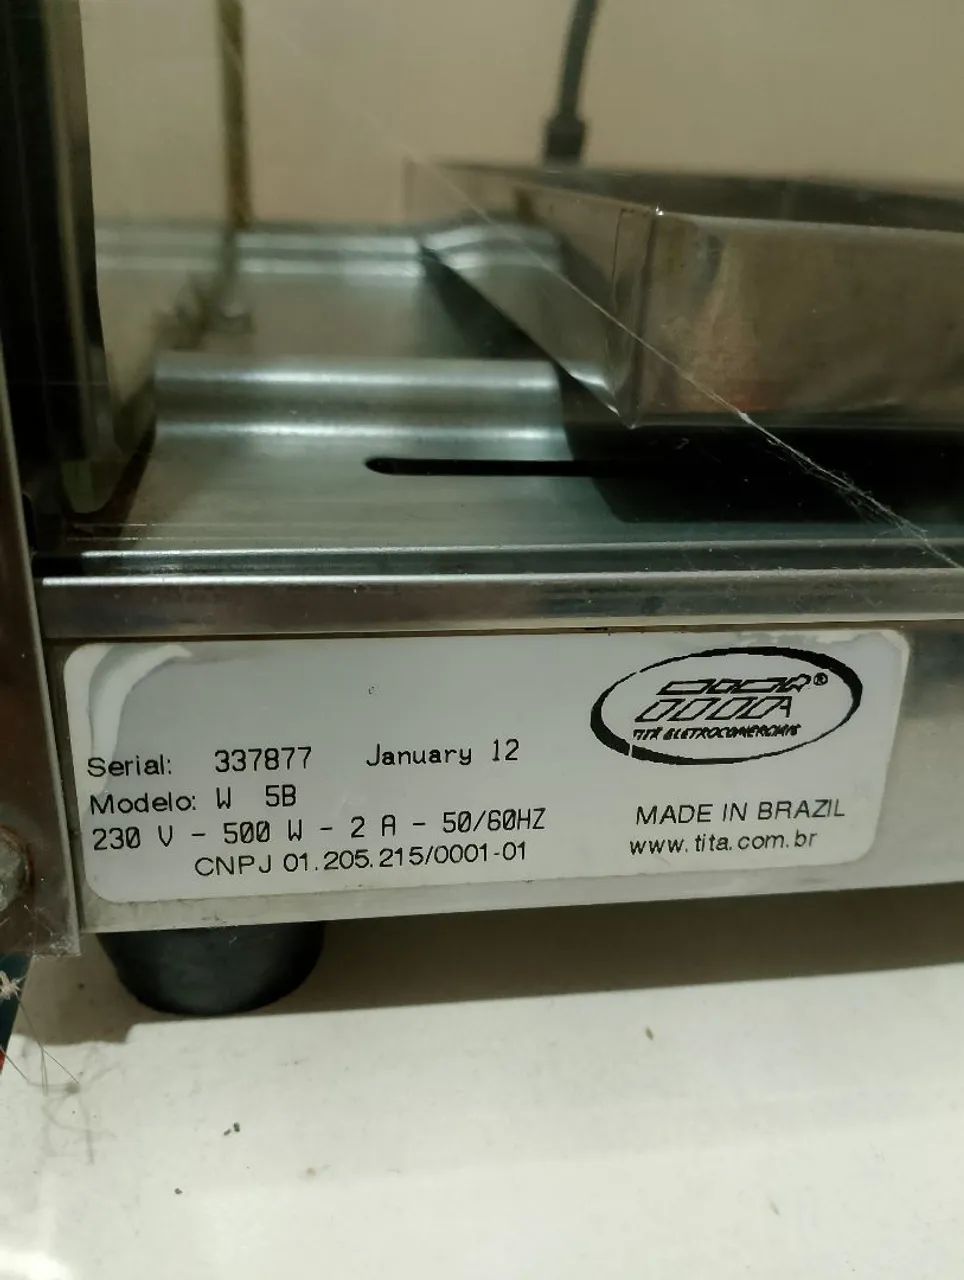 TITÃ ELETROCOMERCIAIS
Serial: 337877 January 12
Modelo: W 5B
230 V - 500 W - 2 A - 50/60HZ
CNPJ 01.205.215/0001-01
MADE IN BRAZIL
www.tita.com.br